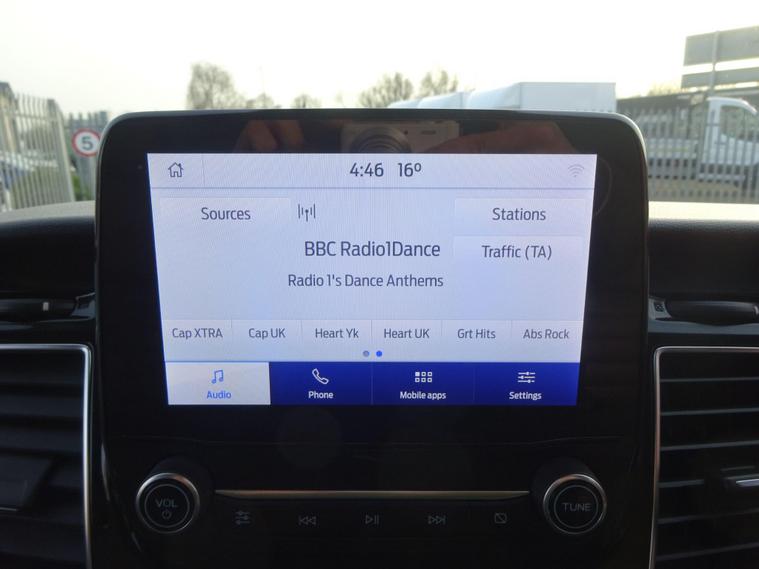 4:46 16º
Sources
Stations
BBC Radio1Dance
Traffic (TA)
Radio 1's Dance Anthems
Cap XTRA Cap UK Heart Yk Heart UK Grt Hits Abs Rock
Audio Phone Mobile apps Settings
VOL
TUNE
5